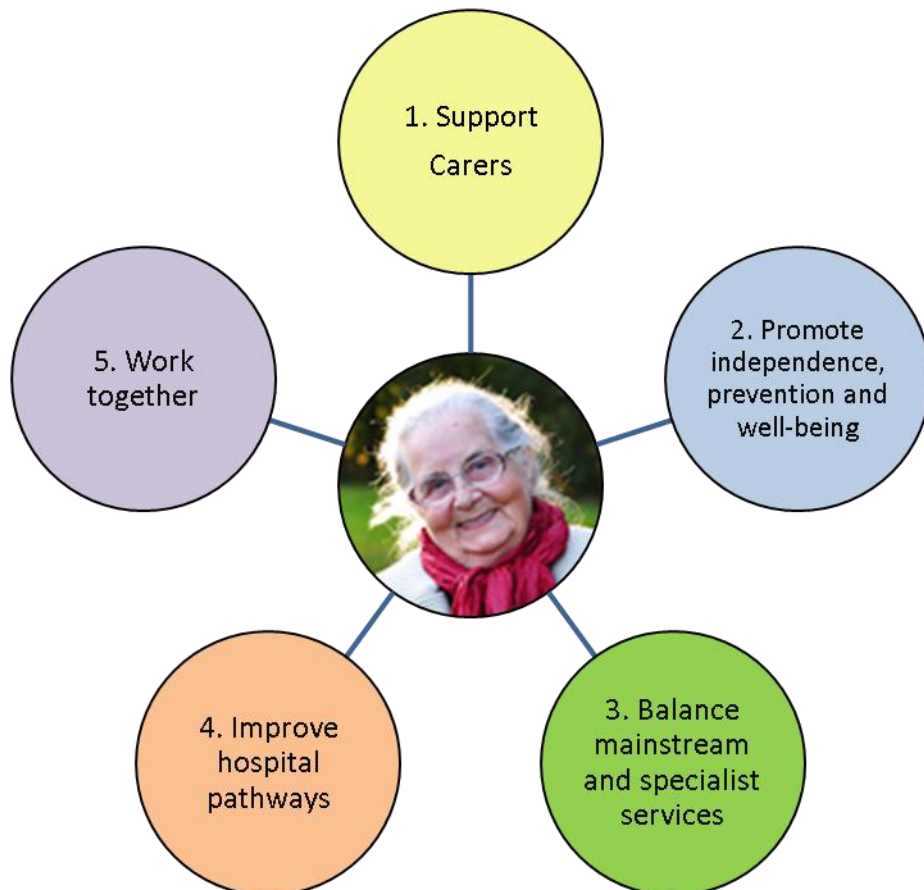 1. Support
Carers
2. Promote
independence,
prevention and
well-being
3. Balance
mainstream
and specialist
services
4. Improve
hospital
pathways
5. Work
together